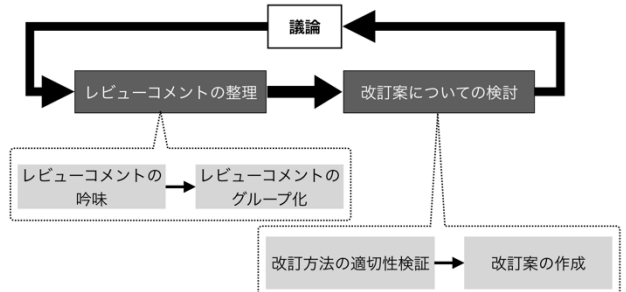 議論
レビューコメントの整理
改訂案についての検討
レビューコメントの
吟味
レビューコメントの
グループ化
改訂方法の適切性検証
改訂案の作成